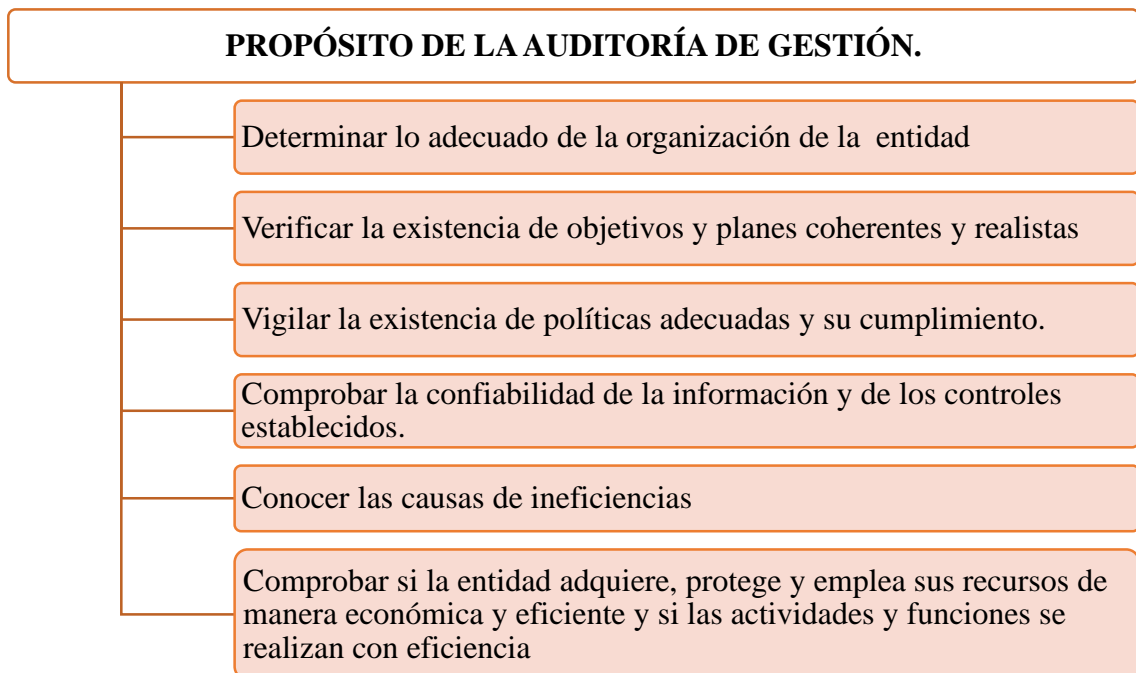 PROPÓSITO DE LA AUDITORÍA DE GESTIÓN.
Determinar lo adecuado de la organización de la entidad
Verificar la existencia de objetivos y planes coherentes y realistas
Vigilar la existencia de políticas adecuadas y su cumplimiento.
Comprobar la confiabilidad de la información y de los controles
establecidos.
Conocer las causas de ineficiencias
Comprobar si la entidad adquiere, protege y emplea sus recursos de
manera económica y eficiente y si las actividades y funciones se
realizan con eficiencia